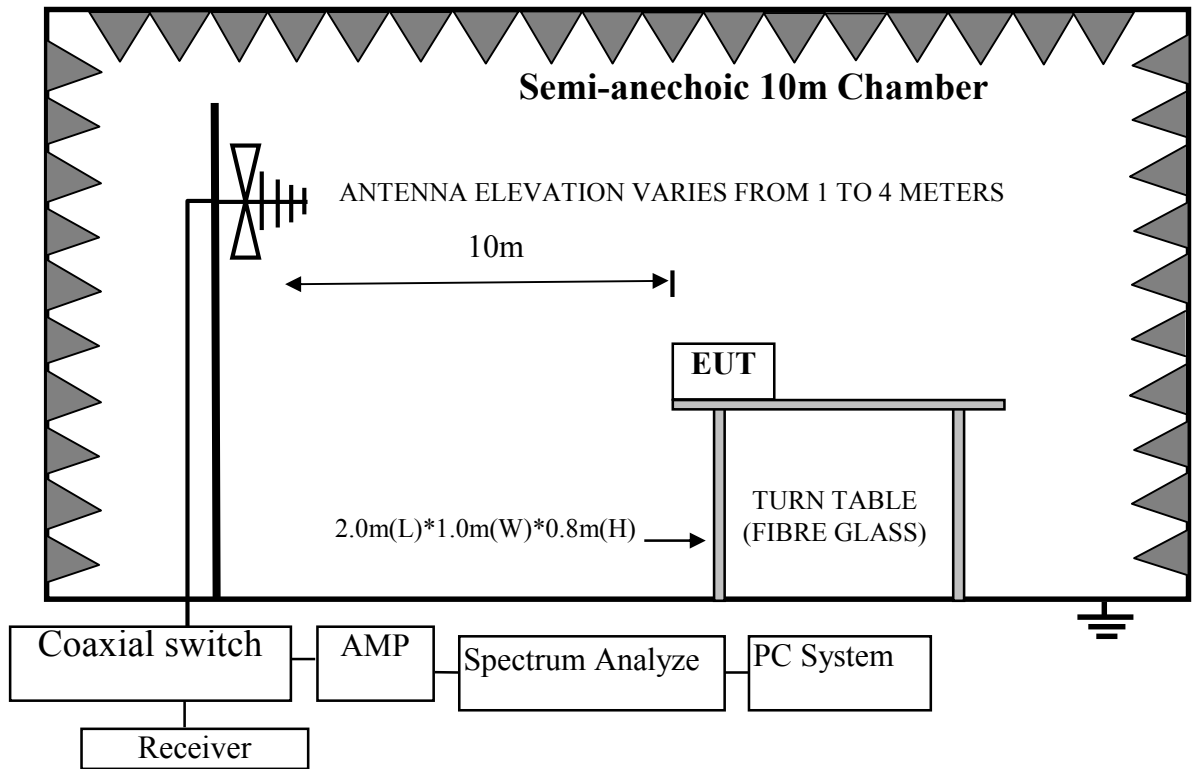 Semi-anechoic 10m Chamber
ANTENNA ELEVATION VARIES FROM 1 TO 4 METERS
10m
EUT
2.0m(L)*1.0m(W)*0.8m(H)
TURN TABLE
(FIBRE GLASS)
Coaxial switch
AMP
Spectrum Analyze
PC System
Receiver